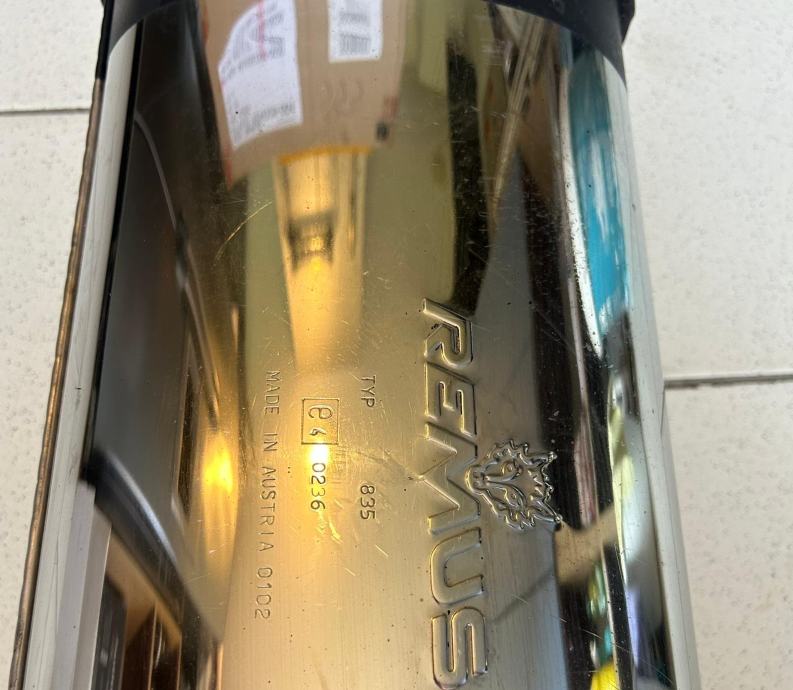 REMUS
TYP 835
e4 0236
MADE IN AUSTRIA 0102